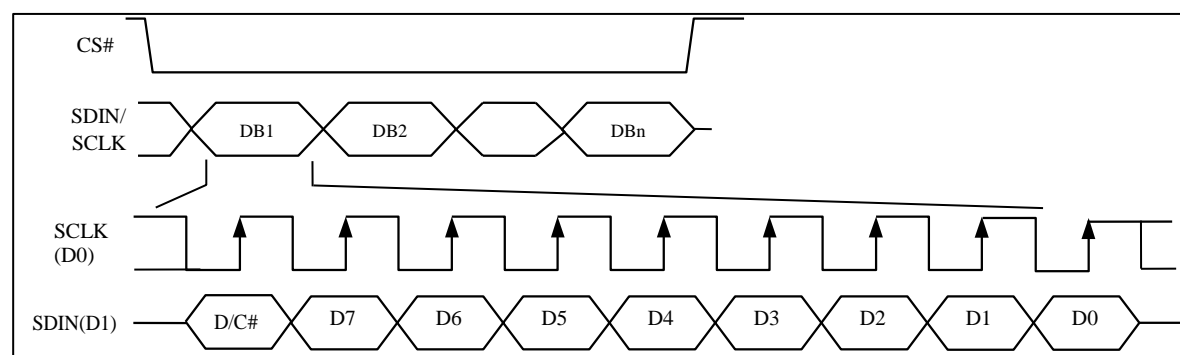 CS#
SDIN/
SCLK
DB1 DB2 DBn
SCLK
(D0)
SDIN(D1) D/C# D7 D6 D5 D4 D3 D2 D1 D0